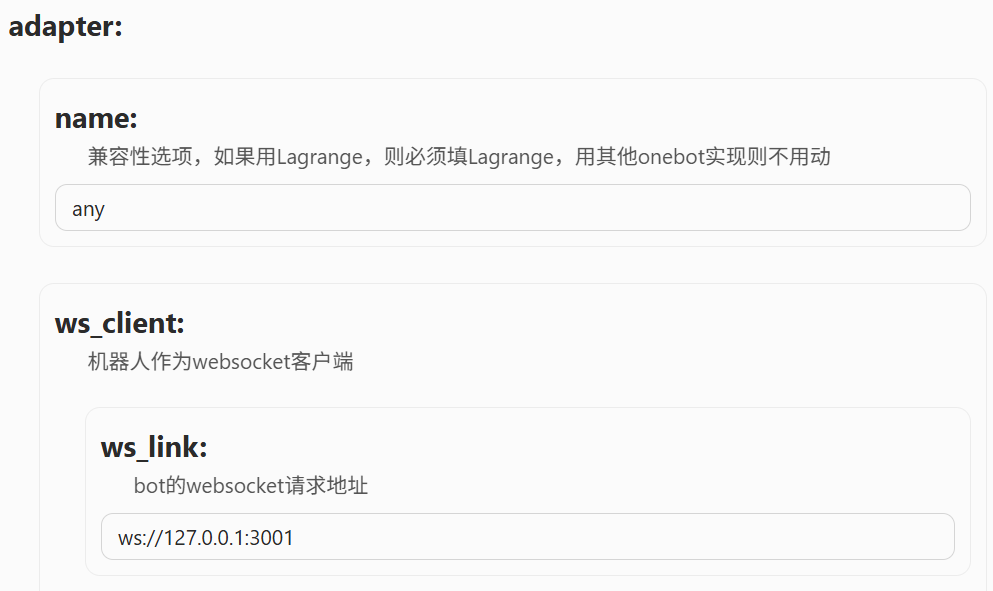 adapter:
name:
兼容性选项，如果用Lagrange，则必须填Lagrange，用其他onebot实现则不用动
any
ws_client:
机器人作为websocket客户端
ws_link:
bot的websocket请求地址
ws://127.0.0.1:3001